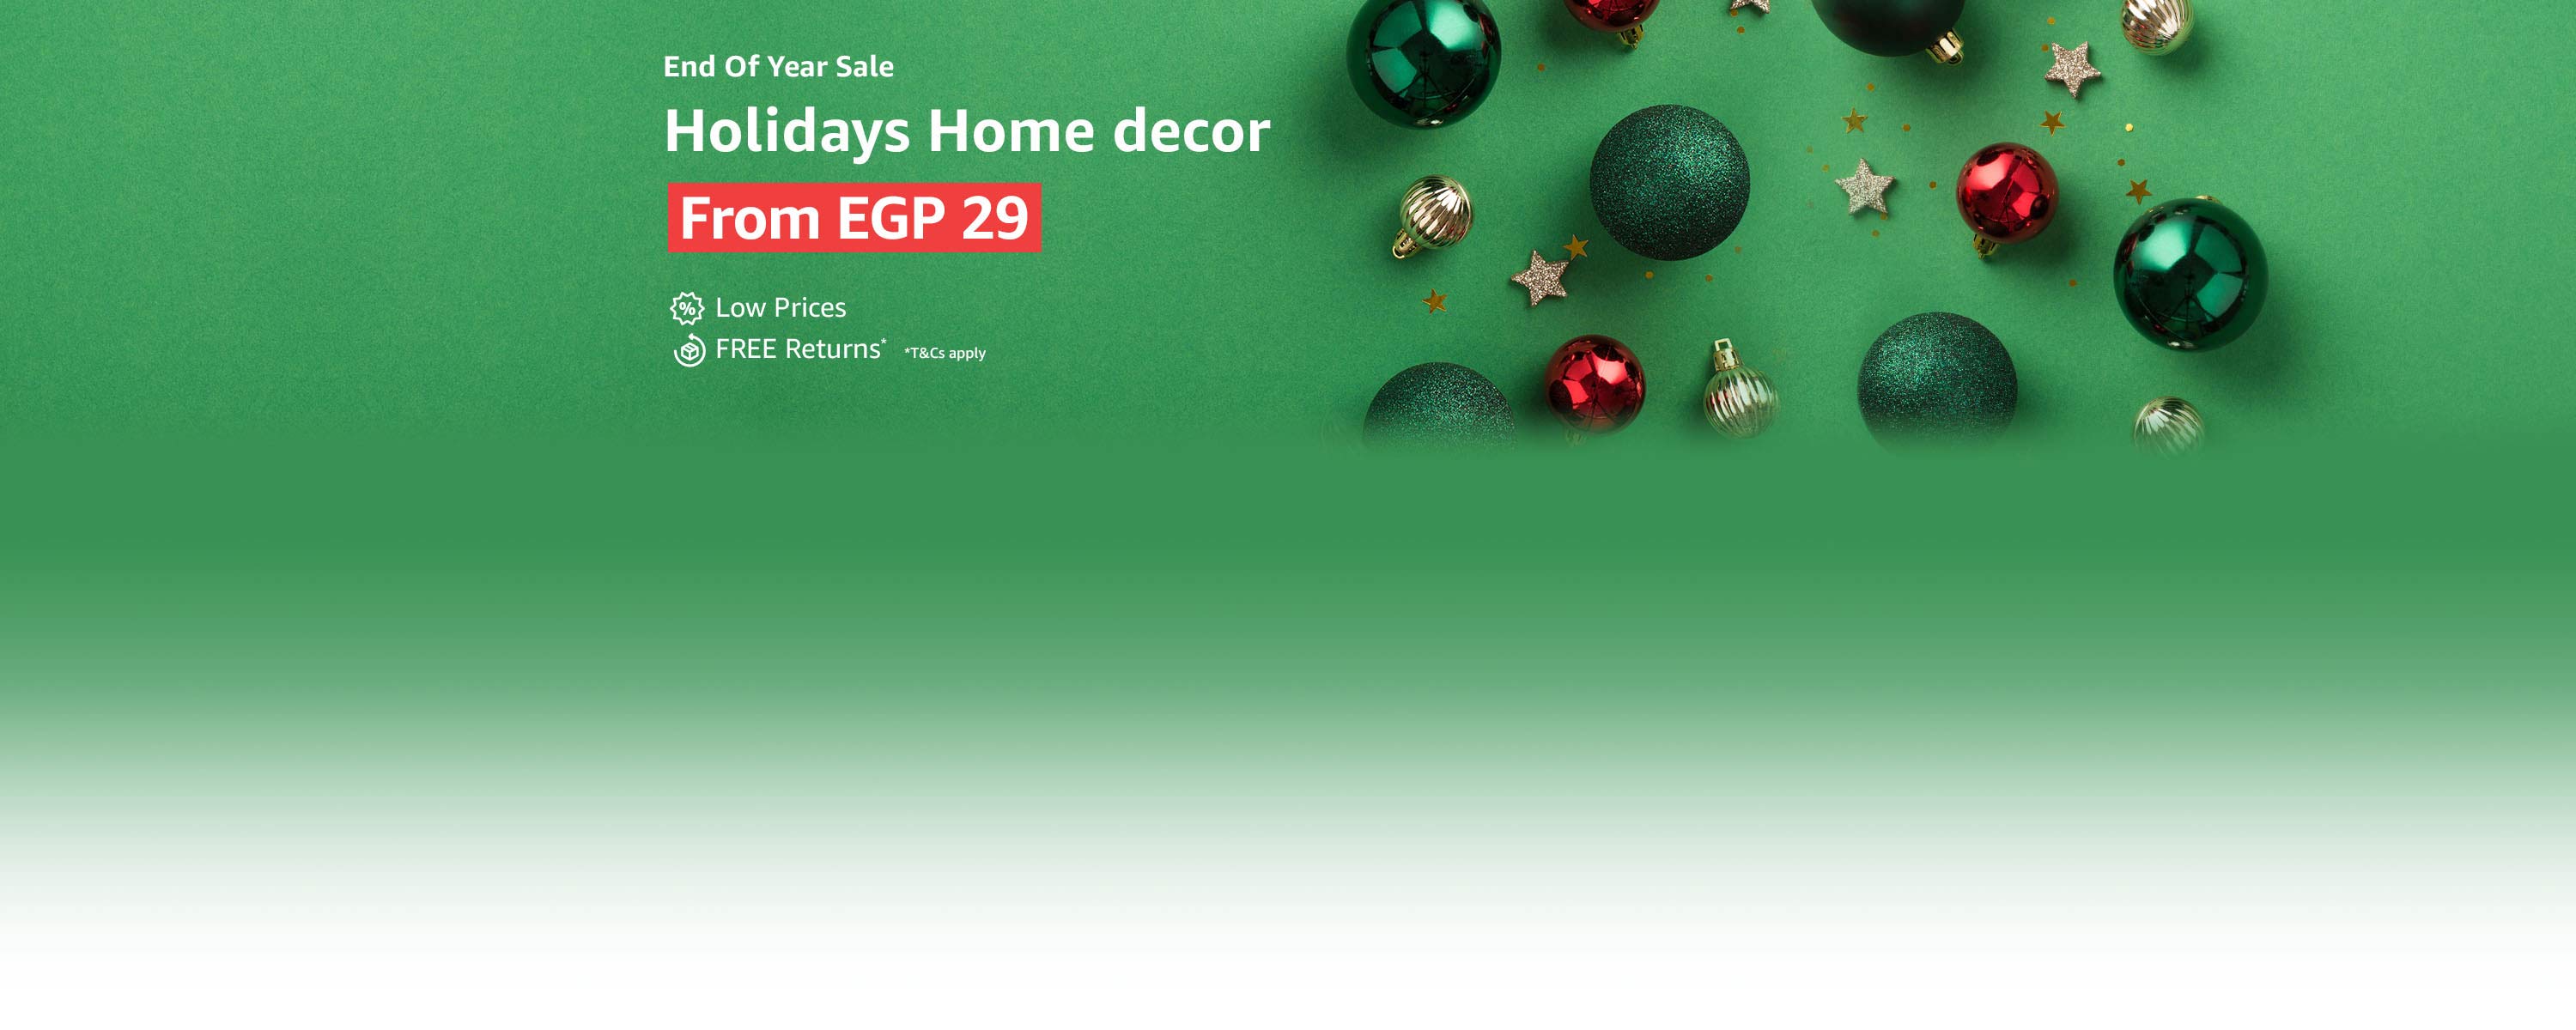 End Of Year Sale
Holidays Home decor
From EGP 29
% Low Prices
FREE Returns* *T&Cs apply